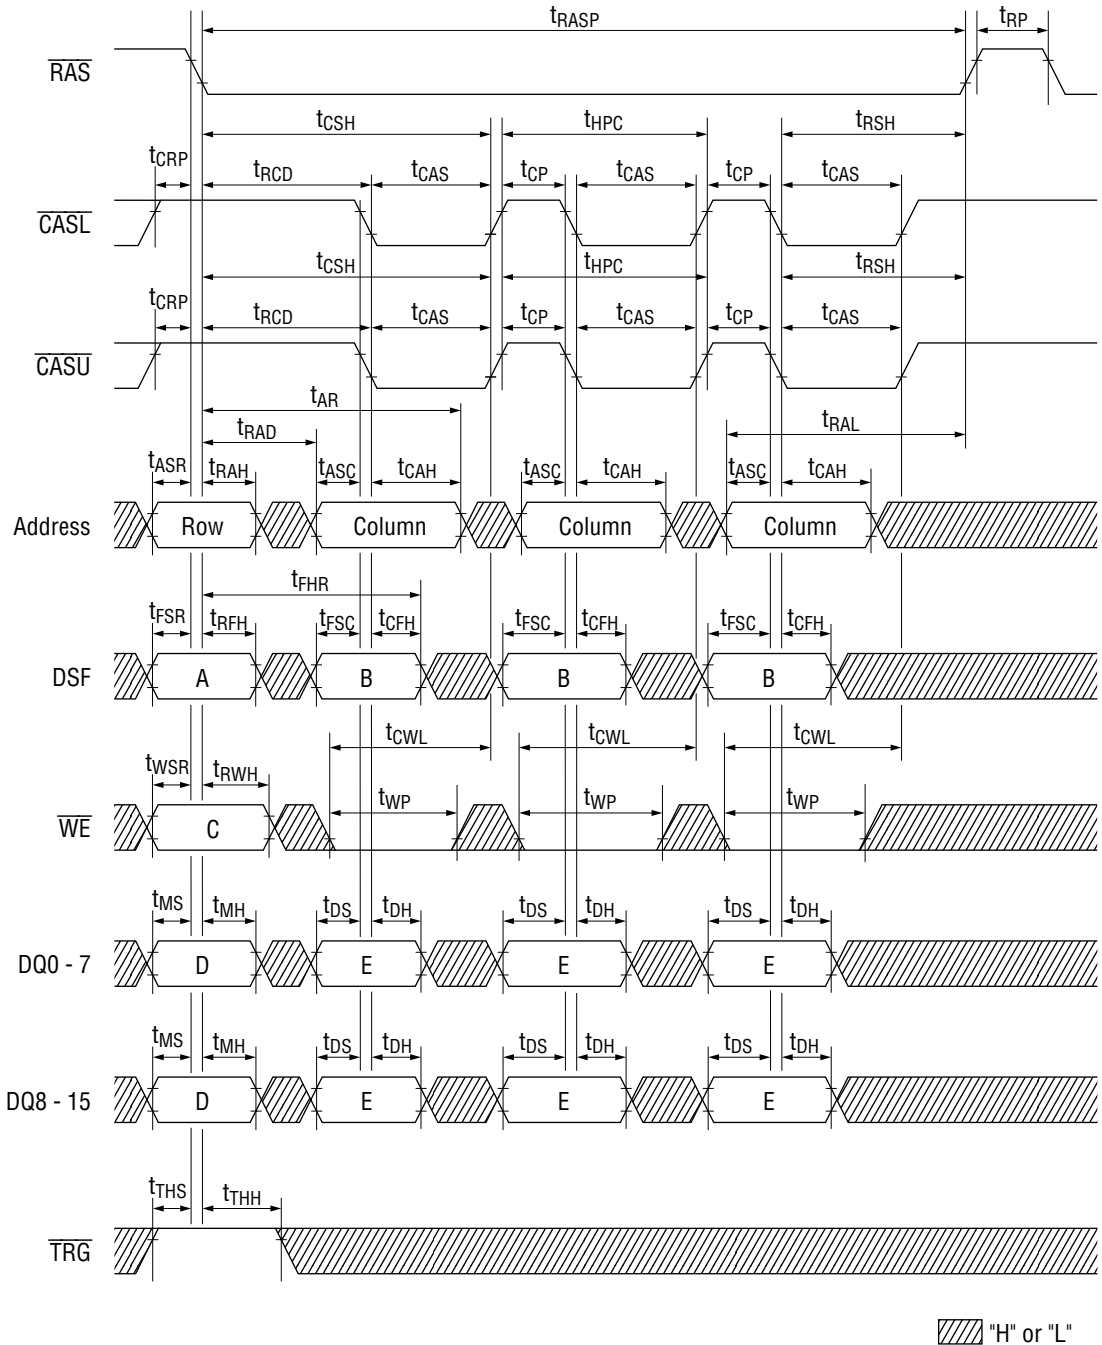 tRASP tRP
RAS
tCSH tHPC tRSH
tCRP tRCD tCAS tCP tCAS tCP tCAS
CASL
tCSH tHPC tRSH
tCRP tRCD tCAS tCP tCAS tCP tCAS
CASU
tAR
tRAD tRAL
tASR tRAH tASC tCAH tASC tCAH tASC tCAH
Address Row Column Column Column
tFHR
tFSR tRFH tFSC tCFH tFSC tCFH tFSC tCFH
DSF A B B B
tCWL tCWL tCWL
tWSR tRWH tWP tWP tWP
WE C
tMS tMH tDS tDH tDS tDH tDS tDH
DQ0 - 7 D E E E
tMS tMH tDS tDH tDS tDH tDS tDH
DQ8 - 15 D E E E
tTHS tTHH
TRG
"H" or "L"